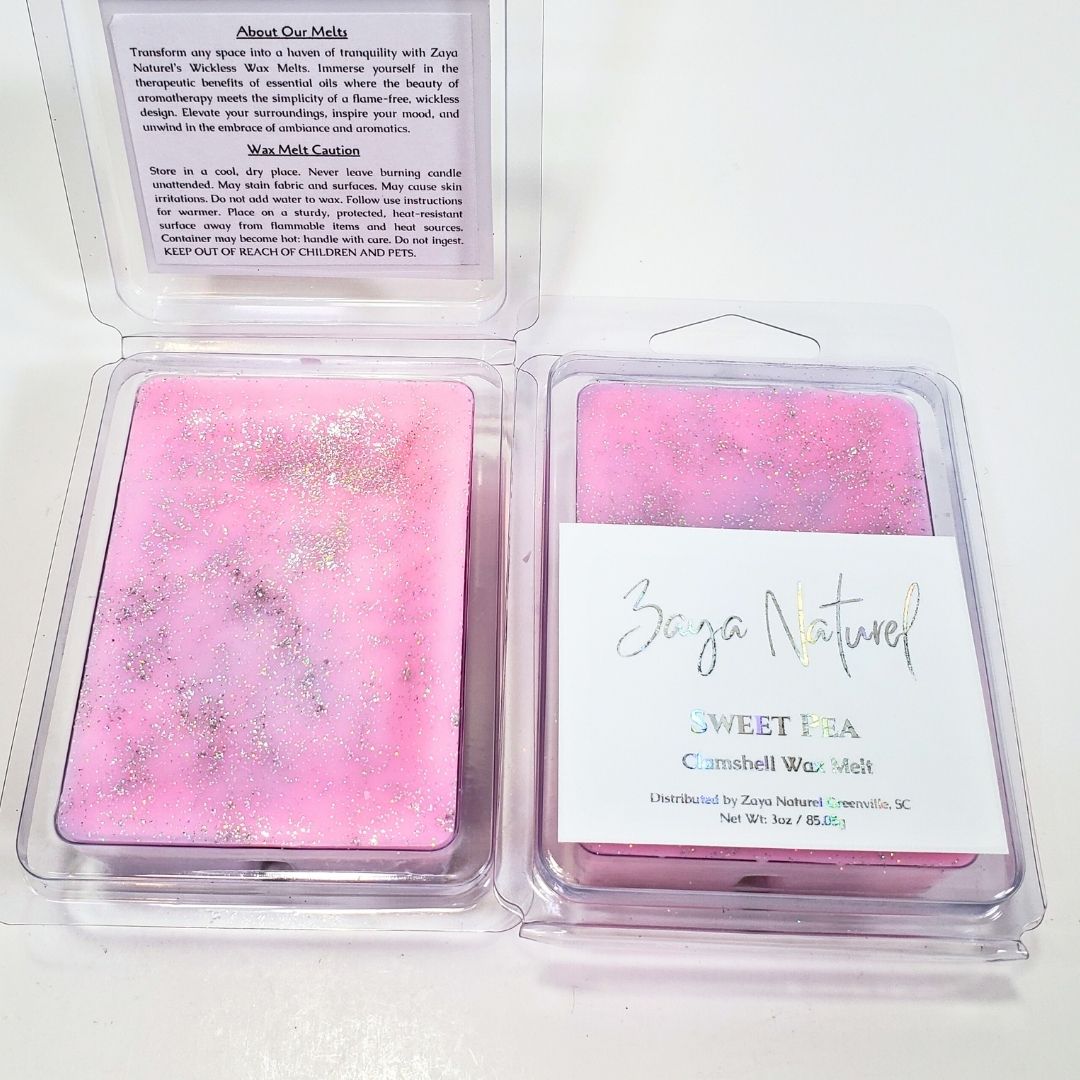 About Our Melts
Transform any space into a haven of tranquility with Zaya
Naturel's Wickless Wax Melts. Immerse yourself in the
therapeutic benefits of essential oils where the beauty of
aromatherapy meets the simplicity of a flame-free, wickless
design. Elevate your surroundings, inspire your mood, and
unwind in the embrace of ambiance and aromatics.
Wax Melt Caution
Store in a cool, dry place. Never leave burning candle
unattended. May stain fabric and surfaces. May cause skin
irritations. Do not add water to wax. Follow use instructions
for warmer. Place on a sturdy, protected, heat-resistant
surface away from flammable items and heat sources.
Container may become hot: handle with care. Do not ingest.
KEEP OUT OF REACH OF CHILDREN AND PETS.
Zaya Naturel
SWEET PEA
Clamshell Wax Melt
Distributed by Zaya Naturel Greenville, SC
Net Wt: 3oz / 85.05g